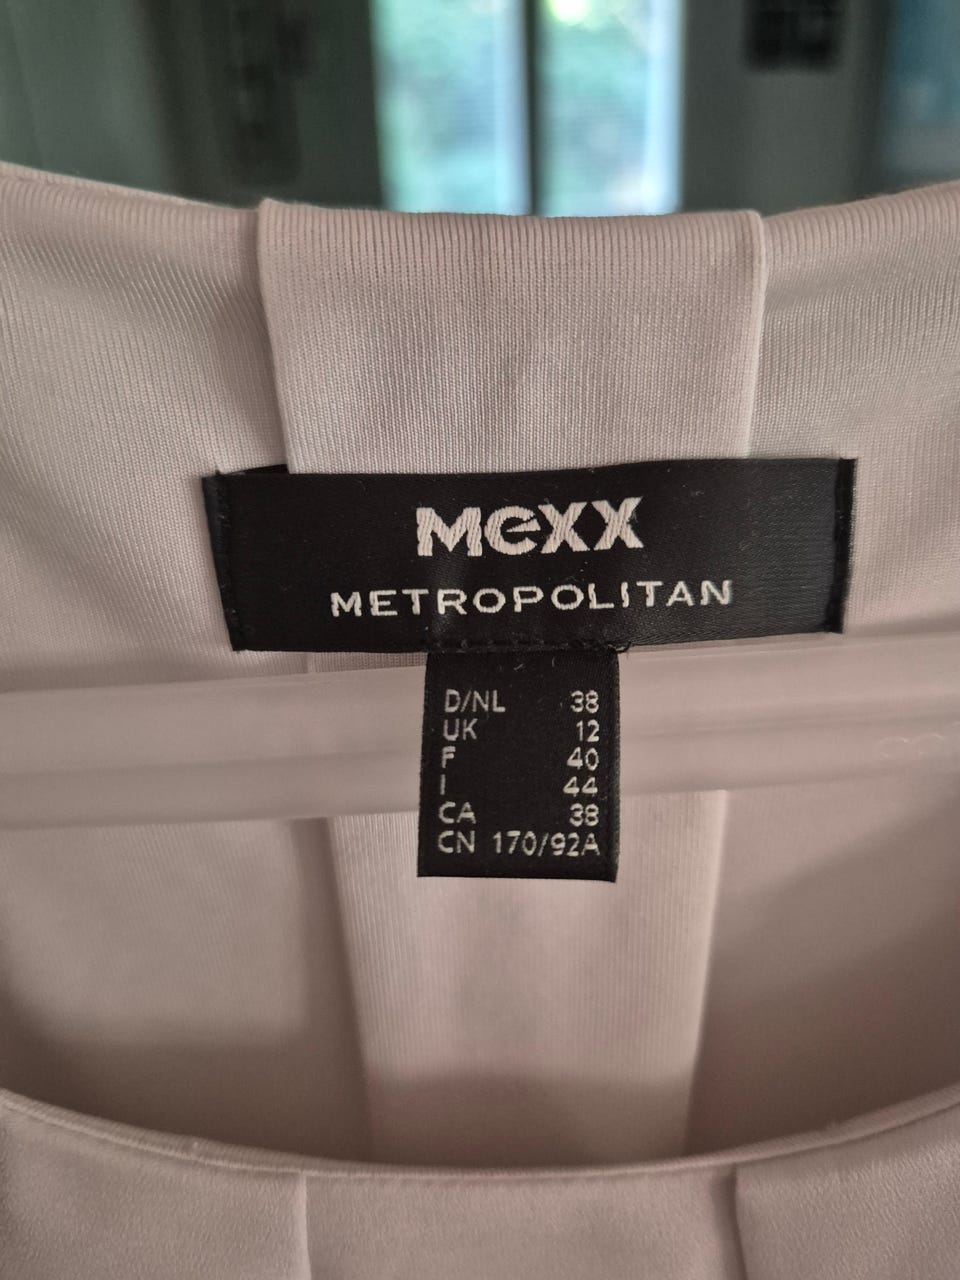 Mexx
METROPOLITAN
D/NL 38
UK 12
F 40
I 44
CA 38
CN 170/92A